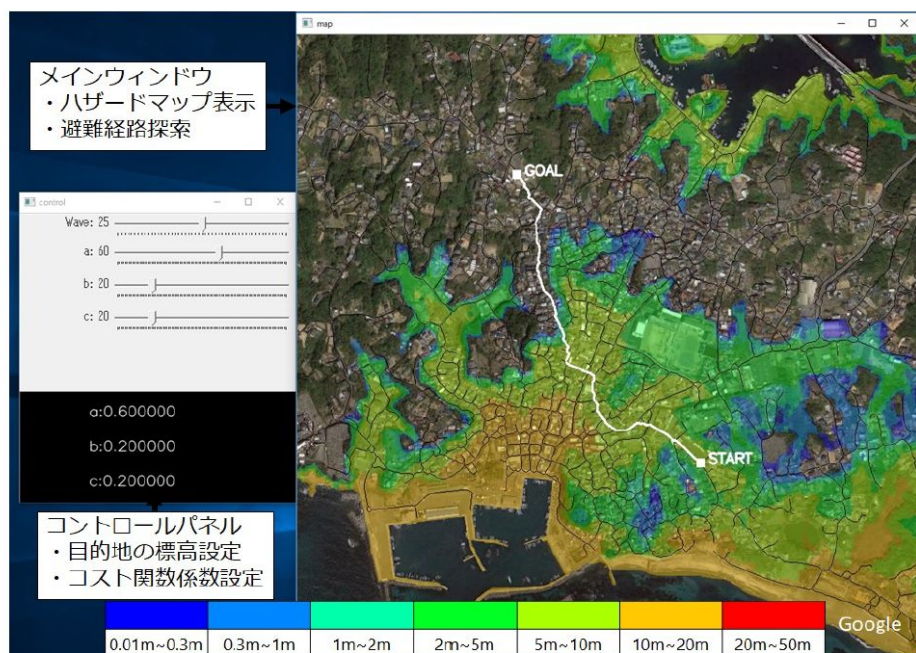 map
メインウィンドウ
・ハザードマップ表示
・避難経路探索
GOAL
control
Wave: 25
a: 60
b: 20
c: 20
a:0.600000
b:0.200000
c:0.200000
START
コントロールパネル
・目的地の標高設定
・コスト関数係数設定
Google
0.01m~0.3m 0.3m~1m 1m~2m 2m~5m 5m~10m 10m~20m 20m~50m